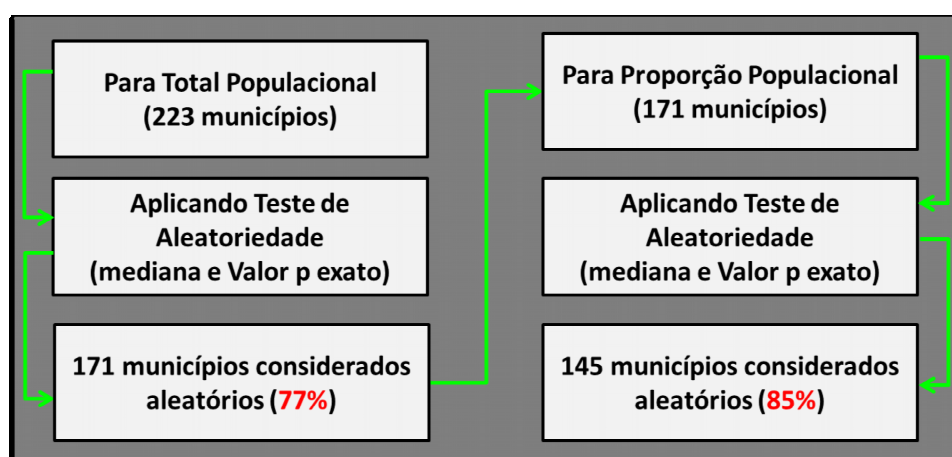 Para Total Populacional
(223 municípios)
Aplicando Teste de
Aleatoriedade
(mediana e Valor p exato)
171 municípios considerados
aleatórios (77%)
Para Proporção Populacional
(171 municípios)
Aplicando Teste de
Aleatoriedade
(mediana e Valor p exato)
145 municípios considerados
aleatórios (85%)